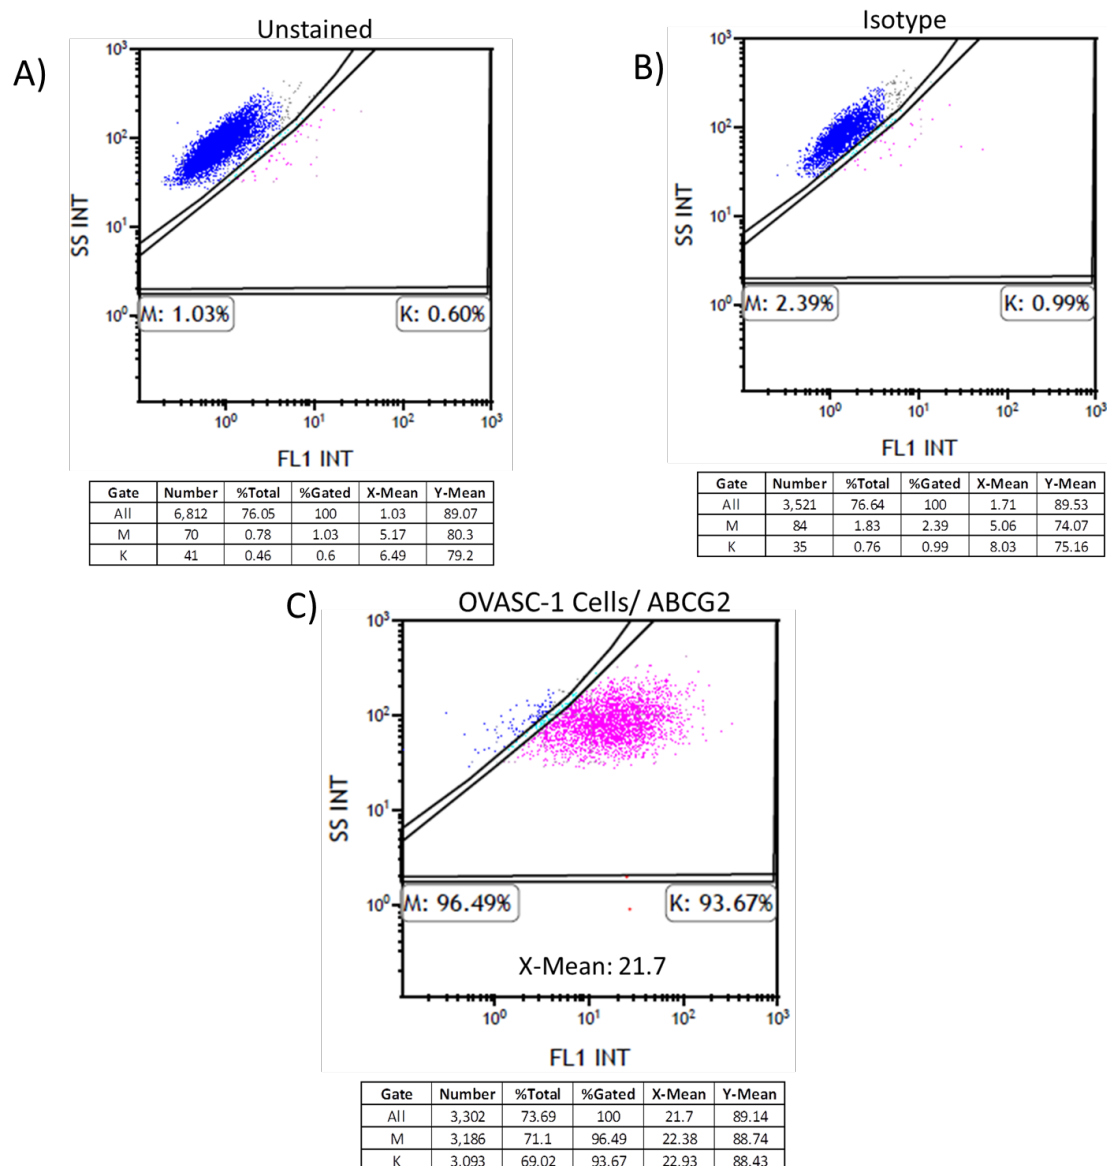 Unstained
A)
10³
10²
10¹
10⁰
SS INT
M: 1.03%
K: 0.60%
10⁰ 10¹ 10² 10³
FL1 INT
Gate Number %Total %Gated X-Mean Y-Mean
All 6,812 76.05 100 1.03 89.07
M 70 0.78 1.03 5.17 80.3
K 41 0.46 0.6 6.49 79.2
Isotype
B)
10³
10²
10¹
10⁰
SS INT
M: 2.39%
K: 0.99%
10⁰ 10¹ 10² 10³
FL1 INT
Gate Number %Total %Gated X-Mean Y-Mean
All 3,521 76.64 100 1.71 89.53
M 84 1.83 2.39 5.06 74.07
K 35 0.76 0.99 8.03 75.16
C)
OVASC-1 Cells/ ABCG2
10³
10²
10¹
10⁰
SS INT
M: 96.49%
K: 93.67%
X-Mean: 21.7
10⁰ 10¹ 10² 10³
FL1 INT
Gate Number %Total %Gated X-Mean Y-Mean
All 3,302 73.69 100 21.7 89.14
M 3,186 71.1 96.49 22.38 88.74
K 3,093 69.02 93.67 22.93 88.43